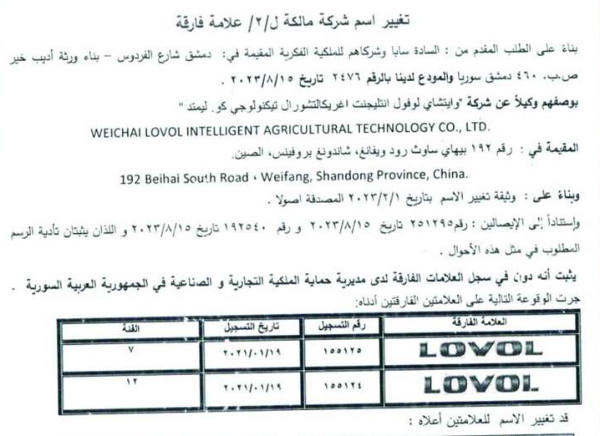 تغيير اسم شركة مالكة ل/٢/ علامة فارقة
بناءً على الطلب المقدم من : السادة سابا وشركاهم للملكية الفكرية المقيمة في: دمشق شارع الفردوس – بناء ورثة أديب خير
ص.ب. ٤٦٠ دمشق سوريا والمودع لدينا بالرقم ٢٤٧٦ تاريخ ٢٠٢٣/٨/١٥ .
بوصفهم وكيلاً عن شركة "وايتشاي لوفول انتليجنت اغريكالتشورال تيكنولوجي كو. ليمتد "
WEICHAI LOVOL INTELLIGENT AGRICULTURAL TECHNOLOGY CO., LTD.
المقيمة في : رقم ١٩٢ بيهاي ساوث رود ويفانغ، شاندونغ بروفينس، الصين.
192 Beihai South Road ، Weifang, Shandong Province, China.
وبناءً على : وثيقة تغيير الاسم بتاريخ ٢٠٢٣/٢/١ المصدقة اصولا .
واستناداً إلى الإيصالين : رقم٢٥١٢٩٥ تاريخ ٢٠٢٣/٨/١٥ و رقم ١٩٢٥٤٠ تاريخ ٢٠٢٣/٨/١٥ و اللذان يثبتان تأدية الرسم
المطلوب في مثل هذه الأحوال .
يثبت أنه دون في سجل العلامات الفارقة لدى مديرية حماية الملكية التجارية و الصناعية في الجمهورية العربية السورية .
جرت الوقوعة التالية على العلامتين الفارقتين أدناه:
العلامة الفارقة رقم التسجيل تاريخ التسجيل الفئة
LOVOL ١٥٥١٢٥ ٢٠٢١/٠١/١٩ ٧
LOVOL ١٥٥١٢٤ ٢٠٢١/٠١/١٩ ١٢
قد تغيير الاسم للعلامتين أعلاه :